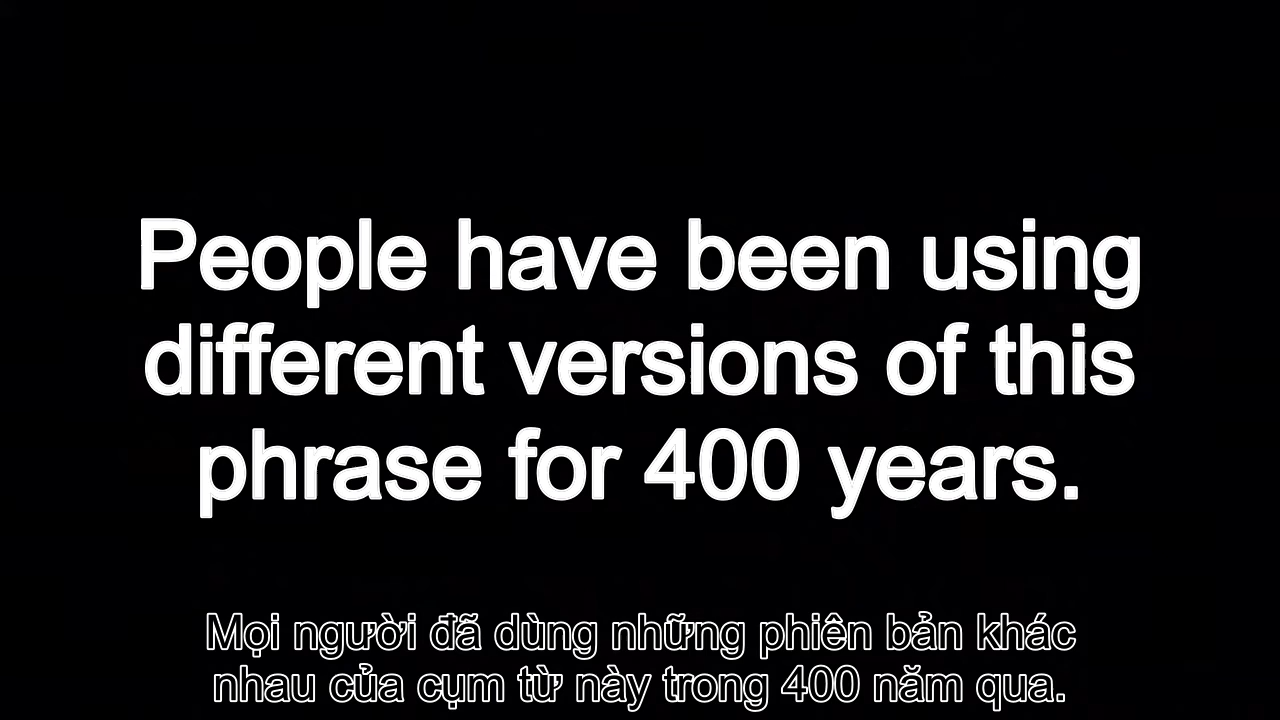 People have been using
different versions of this
phrase for 400 years.
Mọi người đã dùng những phiên bản khác
nhau của cụm từ này trong 400 năm qua.